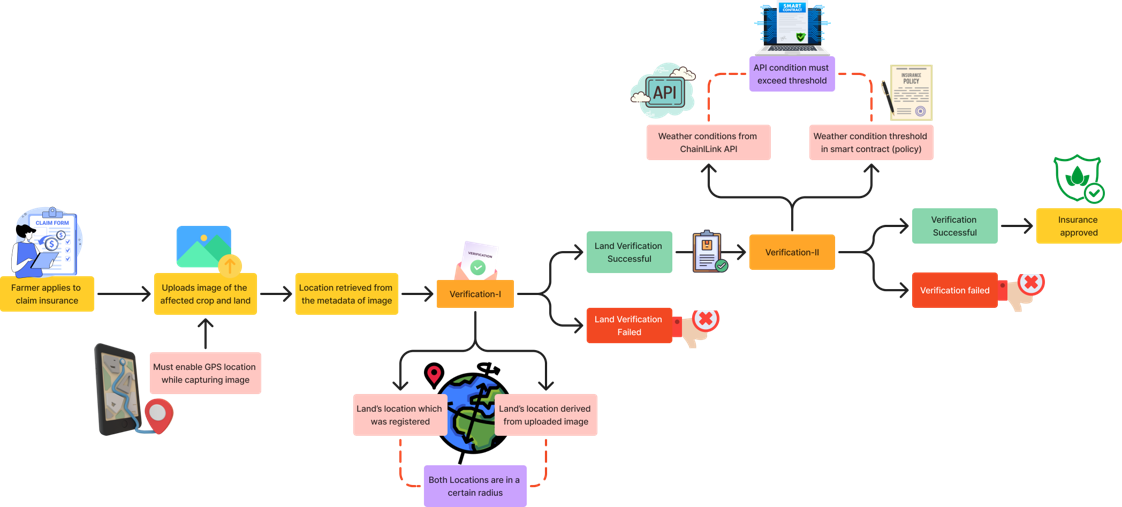 SMART
CONTRACT
API condition must
exceed threshold
API
INSURANCE
POLICY
Weather conditions from
ChainlLink API
Weather condition threshold
in smart contract (policy)
CLAIM FORM
Farmer applies to
claim insurance
Uploads image of the
affected crop and land
Must enable GPS location
while capturing image
Location retrieved from
the metadata of image
VERIFICATION
Verification-I
Land's location which
was registered
Land's location derived
from uploaded image
Both Locations are in a
certain radius
Land Verification
Successful
Land Verification
Failed
Verification-II
Verification
Successful
Verification failed
Insurance
approved